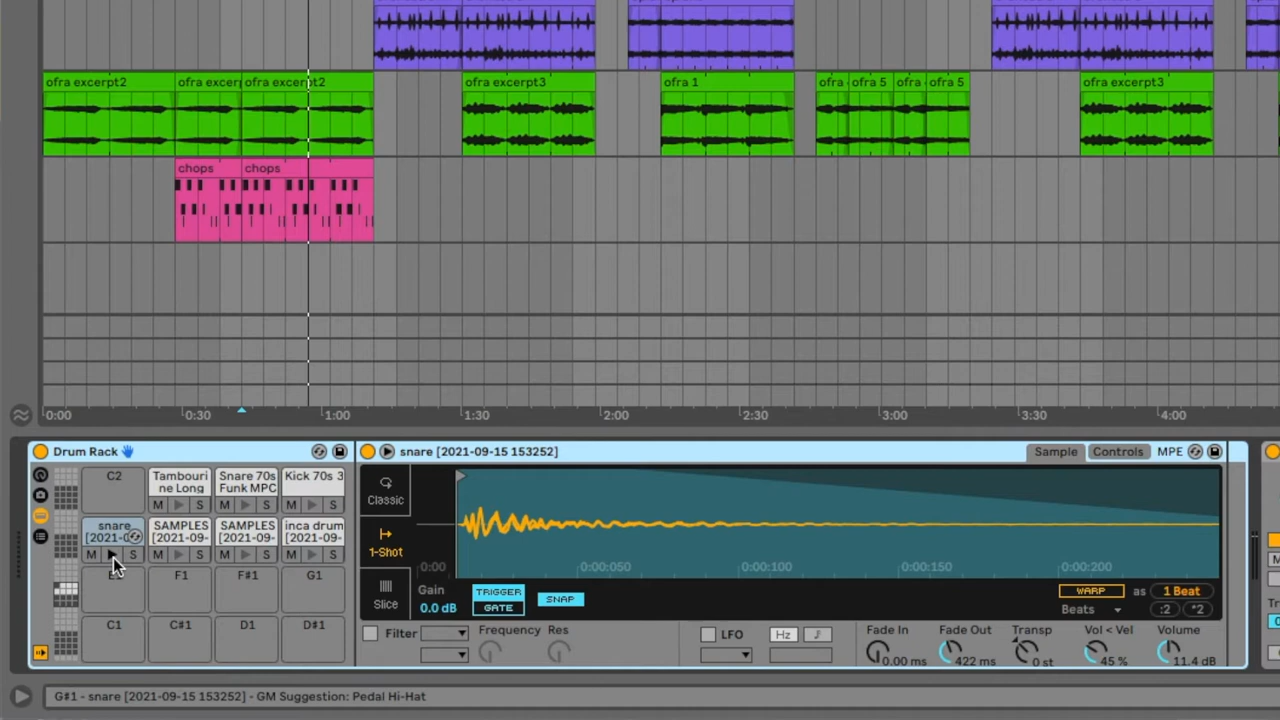 ofra excerpt2
ofra excerp
ofra excerpt2
ofra excerpt3
ofra 1
ofra
ofra 5
ofra
ofra 5
ofra excerpt3
chops
chops
0:00
0:30
1:00
1:30
2:00
2:30
3:00
3:30
4:00
Drum Rack
snare [2021-09-15 153252]
Sample
Controls
MPE
C2
Tambouri
ne Long
M S
Snare 70s
Funk MPC
M S
Kick 70s 3
M S
snare
[2021-0
M S
SAMPLES
[2021-09-
M S
SAMPLES
[2021-09-
M S
inca drum
[2021-09-
M S
F1
F#1
G1
C1
C#1
D1
D#1
Classic
1-Shot
Slice
0:00
0:00:050
0:00:100
0:00:150
0:00:200
Gain
0.0 dB
TRIGGER
GATE
SNAP
WARP
as
1 Beat
Beats
:2
*2
Filter
Frequency
Res
LFO
Hz
Fade In
0.00 ms
Fade Out
422 ms
Transp
0 st
Vol < Vel
45 %
Volume
11.4 dB
G#1 - snare [2021-09-15 153252] - GM Suggestion: Pedal Hi-Hat